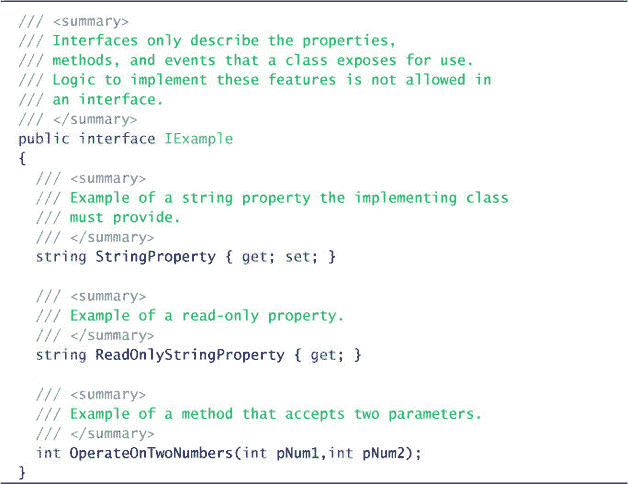 /// <summary>
/// Interfaces only describe the properties,
/// methods, and events that a class exposes for use.
/// Logic to implement these features is not allowed in
/// an interface.
/// </summary>
public interface IExample
{
/// <summary>
/// Example of a string property the implementing class
/// must provide.
/// </summary>
string StringProperty { get; set; }
/// <summary>
/// Example of a read-only property.
/// </summary>
string ReadOnlyStringProperty { get; }
/// <summary>
/// Example of a method that accepts two parameters.
/// </summary>
int OperateOnTwoNumbers(int pNum1,int pNum2);
}